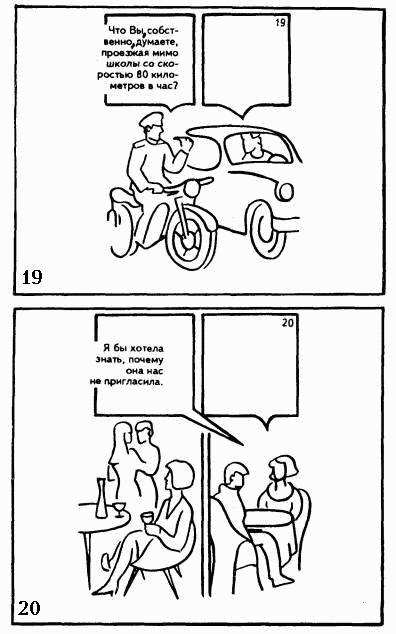 Что Вы, собст-
венно, думаете,
проезжая мимо
школы со ско-
ростью 80 кило-
метров в час?
19
19
20
Я бы хотела
знать, почему
она нас
не пригласила.
20